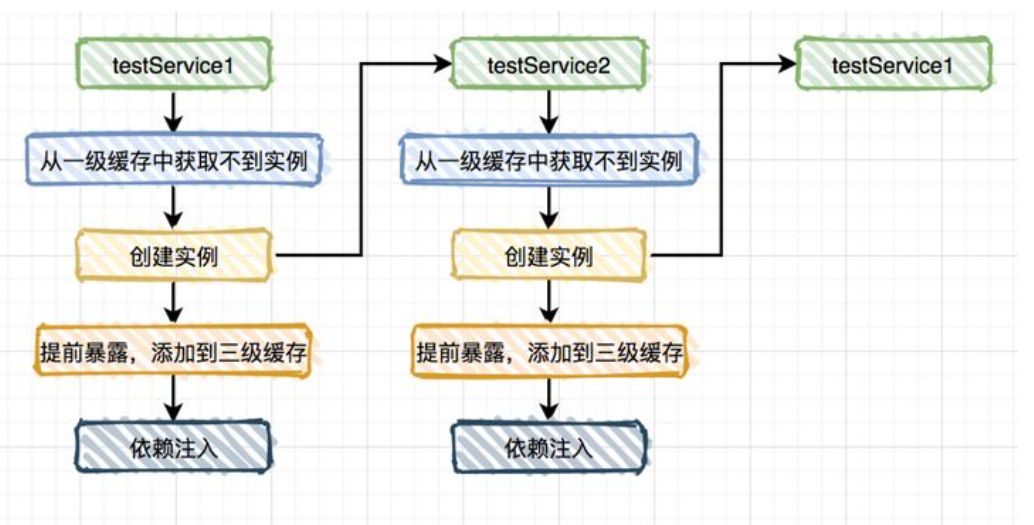 testService1
从一级缓存中获取不到实例
创建实例
提前暴露，添加到三级缓存
依赖注入
testService2
从一级缓存中获取不到实例
创建实例
提前暴露，添加到三级缓存
依赖注入
testService1